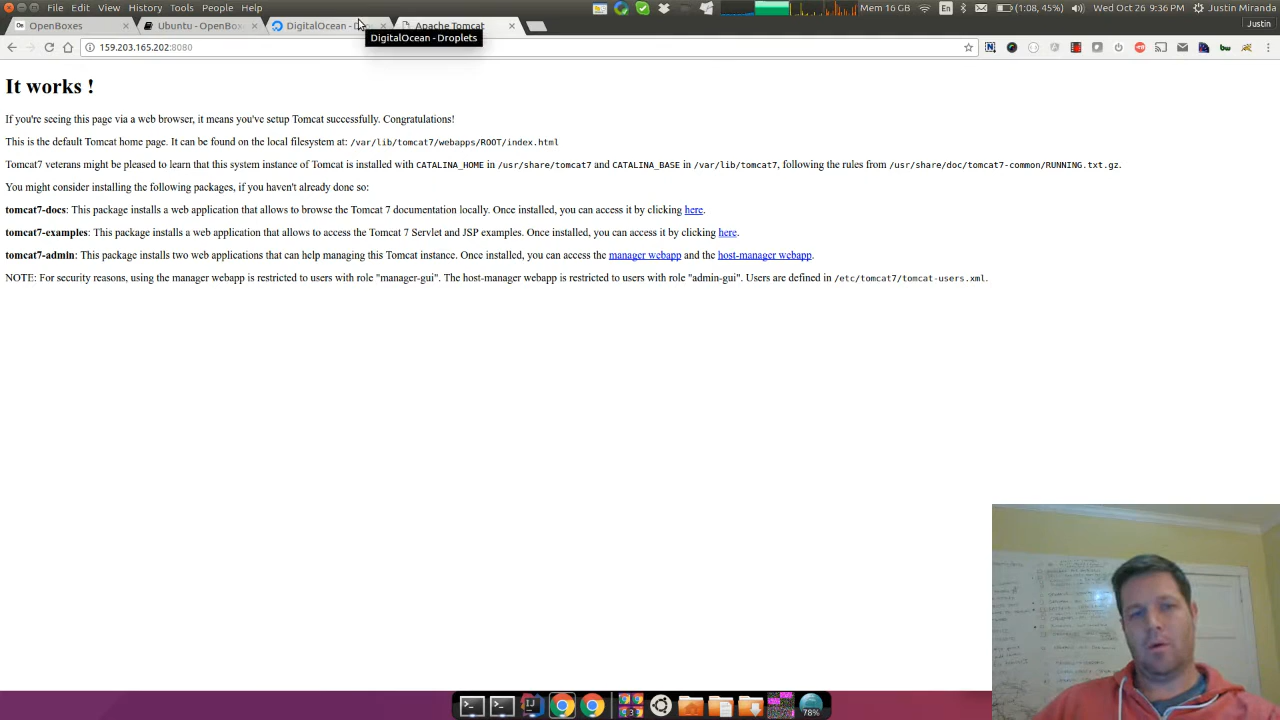 File Edit View History Tools People Help
Mem 16 GB
En
(1:08, 45%)
Wed Oct 26 9:36 PM
Justin Miranda
OpenBoxes
Ubuntu - OpenBox
DigitalOcean - D
Apache Tomcat
Justin
DigitalOcean - Droplets
159.203.165.202:8080
It works !
If you're seeing this page via a web browser, it means you've setup Tomcat successfully. Congratulations!
This is the default Tomcat home page. It can be found on the local filesystem at: /var/lib/tomcat7/webapps/ROOT/index.html
Tomcat7 veterans might be pleased to learn that this system instance of Tomcat is installed with CATALINA_HOME in /usr/share/tomcat7 and CATALINA_BASE in /var/lib/tomcat7, following the rules from /usr/share/doc/tomcat7-common/RUNNING.txt.gz.
You might consider installing the following packages, if you haven't already done so:
tomcat7-docs: This package installs a web application that allows to browse the Tomcat 7 documentation locally. Once installed, you can access it by clicking here.
tomcat7-examples: This package installs a web application that allows to access the Tomcat 7 Servlet and JSP examples. Once installed, you can access it by clicking here.
tomcat7-admin: This package installs two web applications that can help managing this Tomcat instance. Once installed, you can access the manager webapp and the host-manager webapp.
NOTE: For security reasons, using the manager webapp is restricted to users with role "manager-gui". The host-manager webapp is restricted to users with role "admin-gui". Users are defined in /etc/tomcat7/tomcat-users.xml.
78%